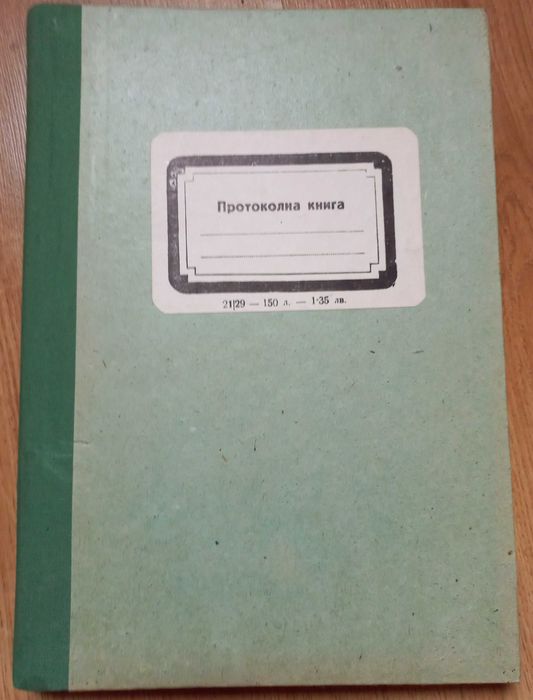 Протоколна книга
21|29 — 150 л. — 1·35 лв.